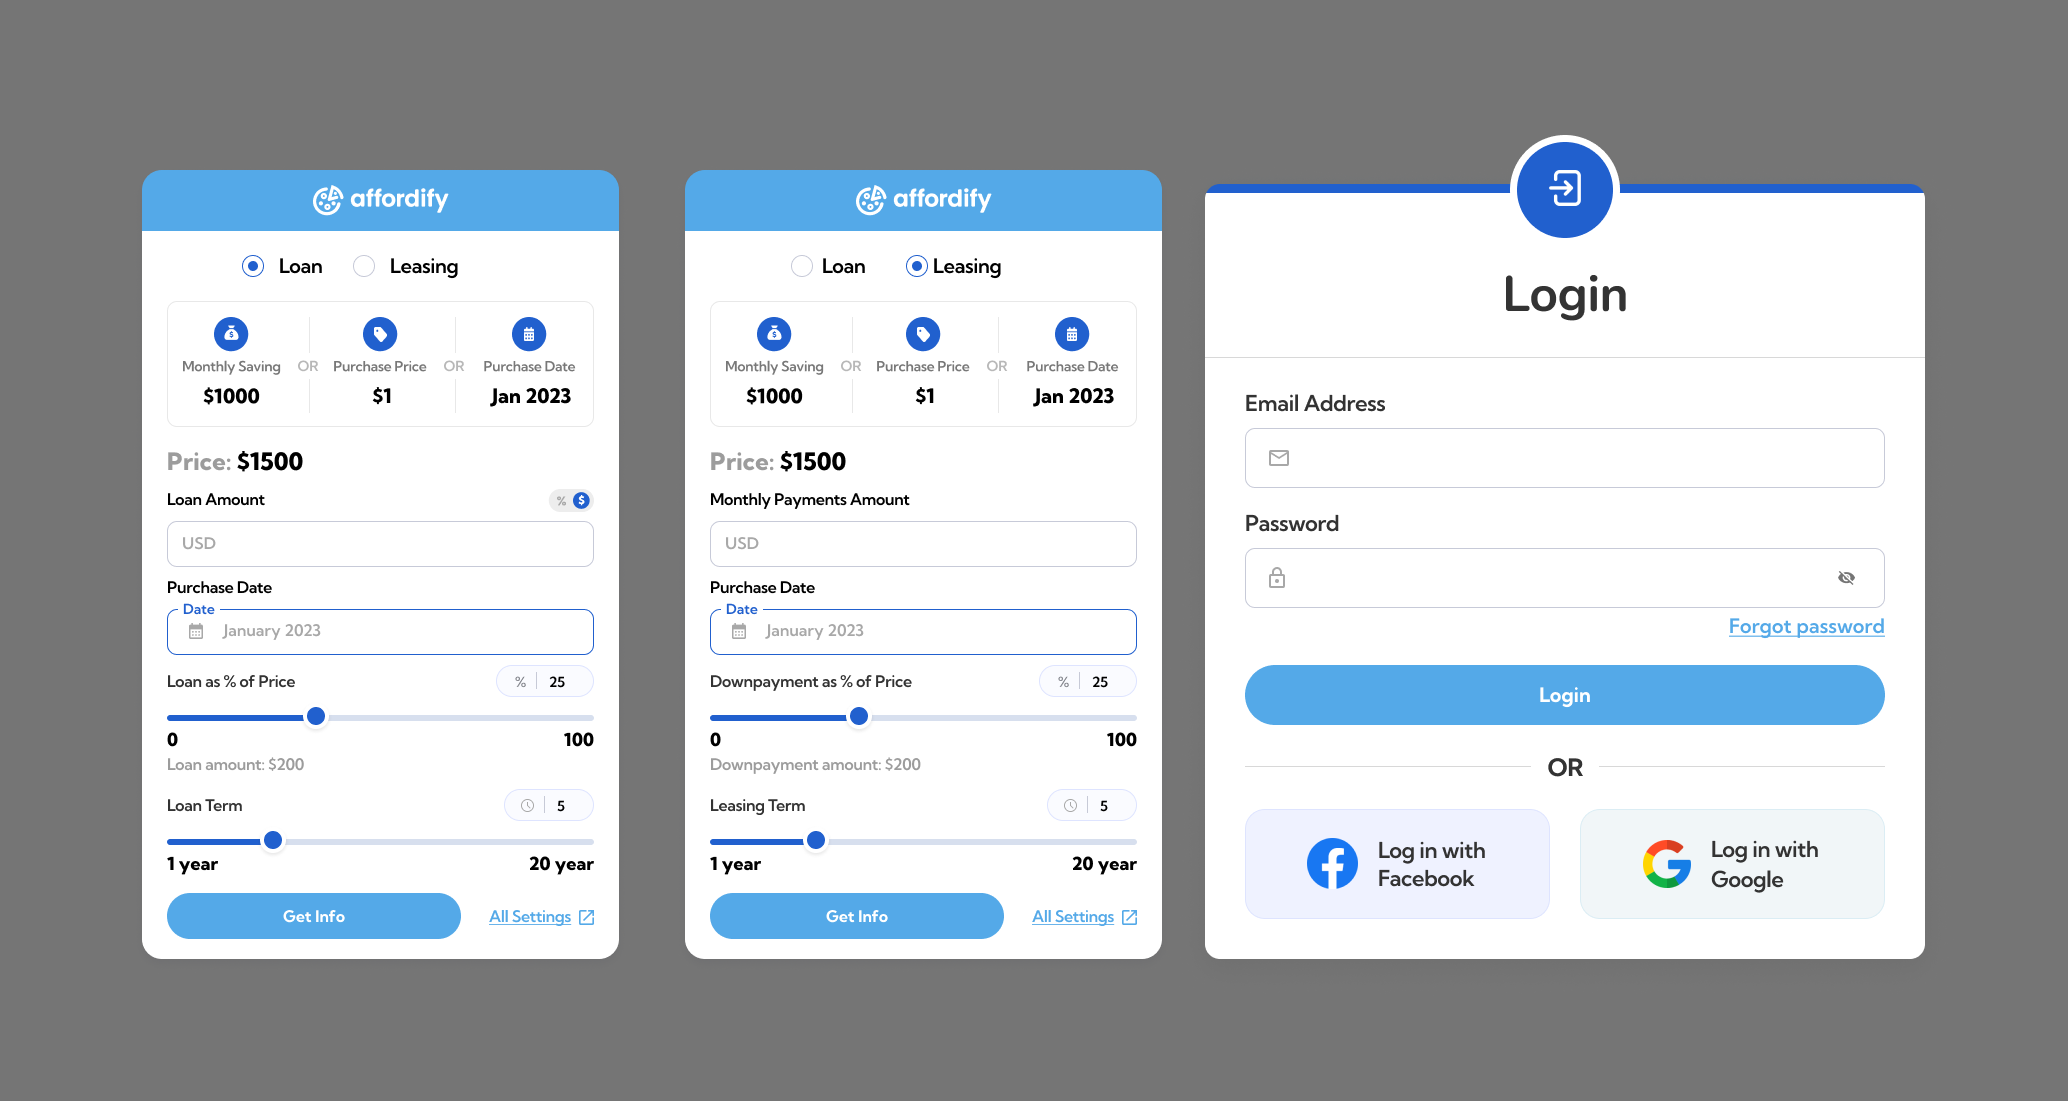 affordify
Loan Leasing
Monthly Saving OR Purchase Price OR Purchase Date
$1000 $1 Jan 2023
Price: $1500
Loan Amount % $
USD
Purchase Date
Date
January 2023
Loan as % of Price % 25
0 100
Loan amount: $200
Loan Term 5
1 year 20 year
Get Info All Settings
affordify
Loan Leasing
Monthly Saving OR Purchase Price OR Purchase Date
$1000 $1 Jan 2023
Price: $1500
Monthly Payments Amount
USD
Purchase Date
Date
January 2023
Downpayment as % of Price % 25
0 100
Downpayment amount: $200
Leasing Term 5
1 year 20 year
Get Info All Settings
Login
Email Address
Password
Forgot password
Login
OR
Log in with
Facebook
Log in with
Google